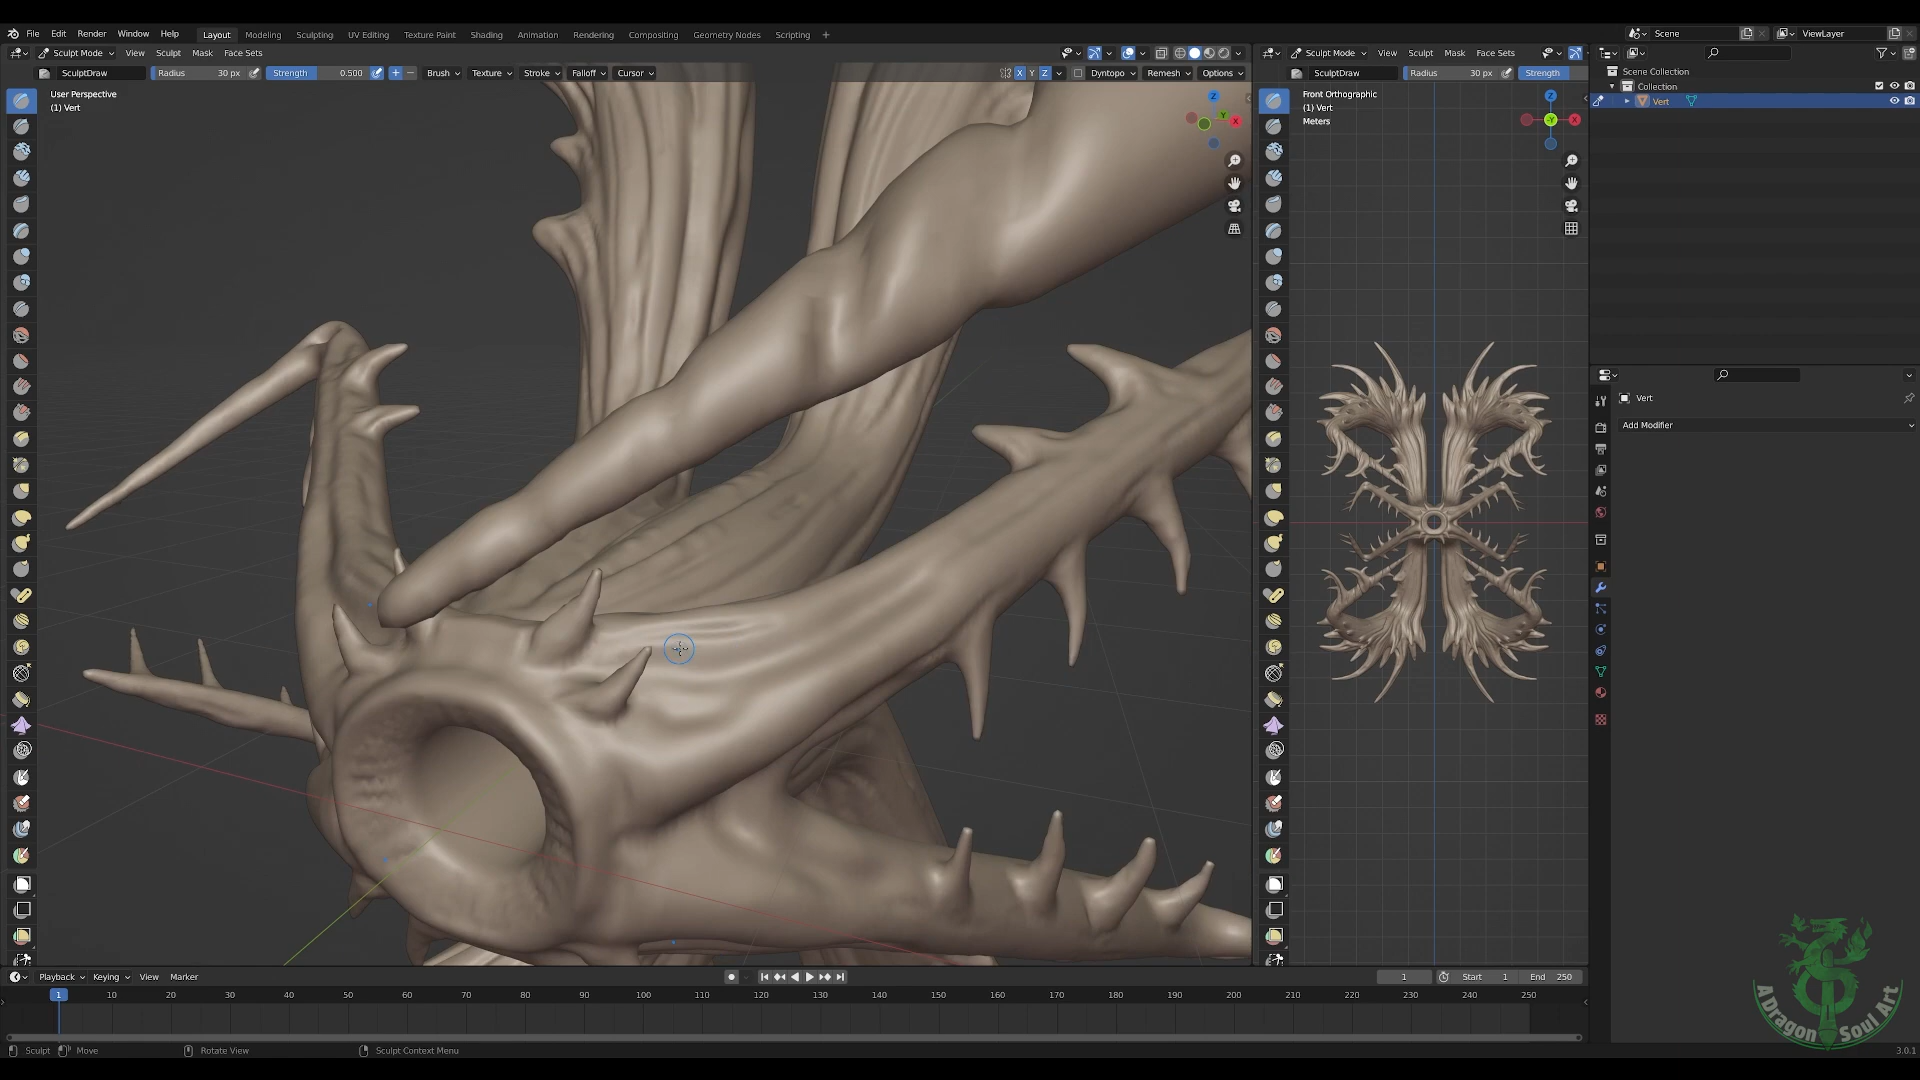 File Edit Render Window Help Layout Modeling Sculpting UV Editing Texture Paint Shading Animation Rendering Compositing Geometry Nodes Scripting + Scene ViewLayer
Sculpt Mode View Sculpt Mask Face Sets Sculpt Mode View Sculpt Mask Face Sets
SculptDraw Radius 30 px Strength 0.500 Brush Texture Stroke Falloff Cursor X Y Z Dyntopo Remesh Options SculptDraw Radius 30 px Strength
Scene Collection
Collection
Vert
User Perspective
(1) Vert
Front Orthographic
(1) Vert
Meters
Z
Y
X
Z
-Y
X
Vert
Add Modifier
Playback Keying View Marker 1 Start 1 End 250
1 10 20 30 40 50 60 70 80 90 100 110 120 130 140 150 160 170 180 190 200 210 220 230 240 250
Sculpt Move Rotate View Sculpt Context Menu 3.0.1
ADragon Soul Art